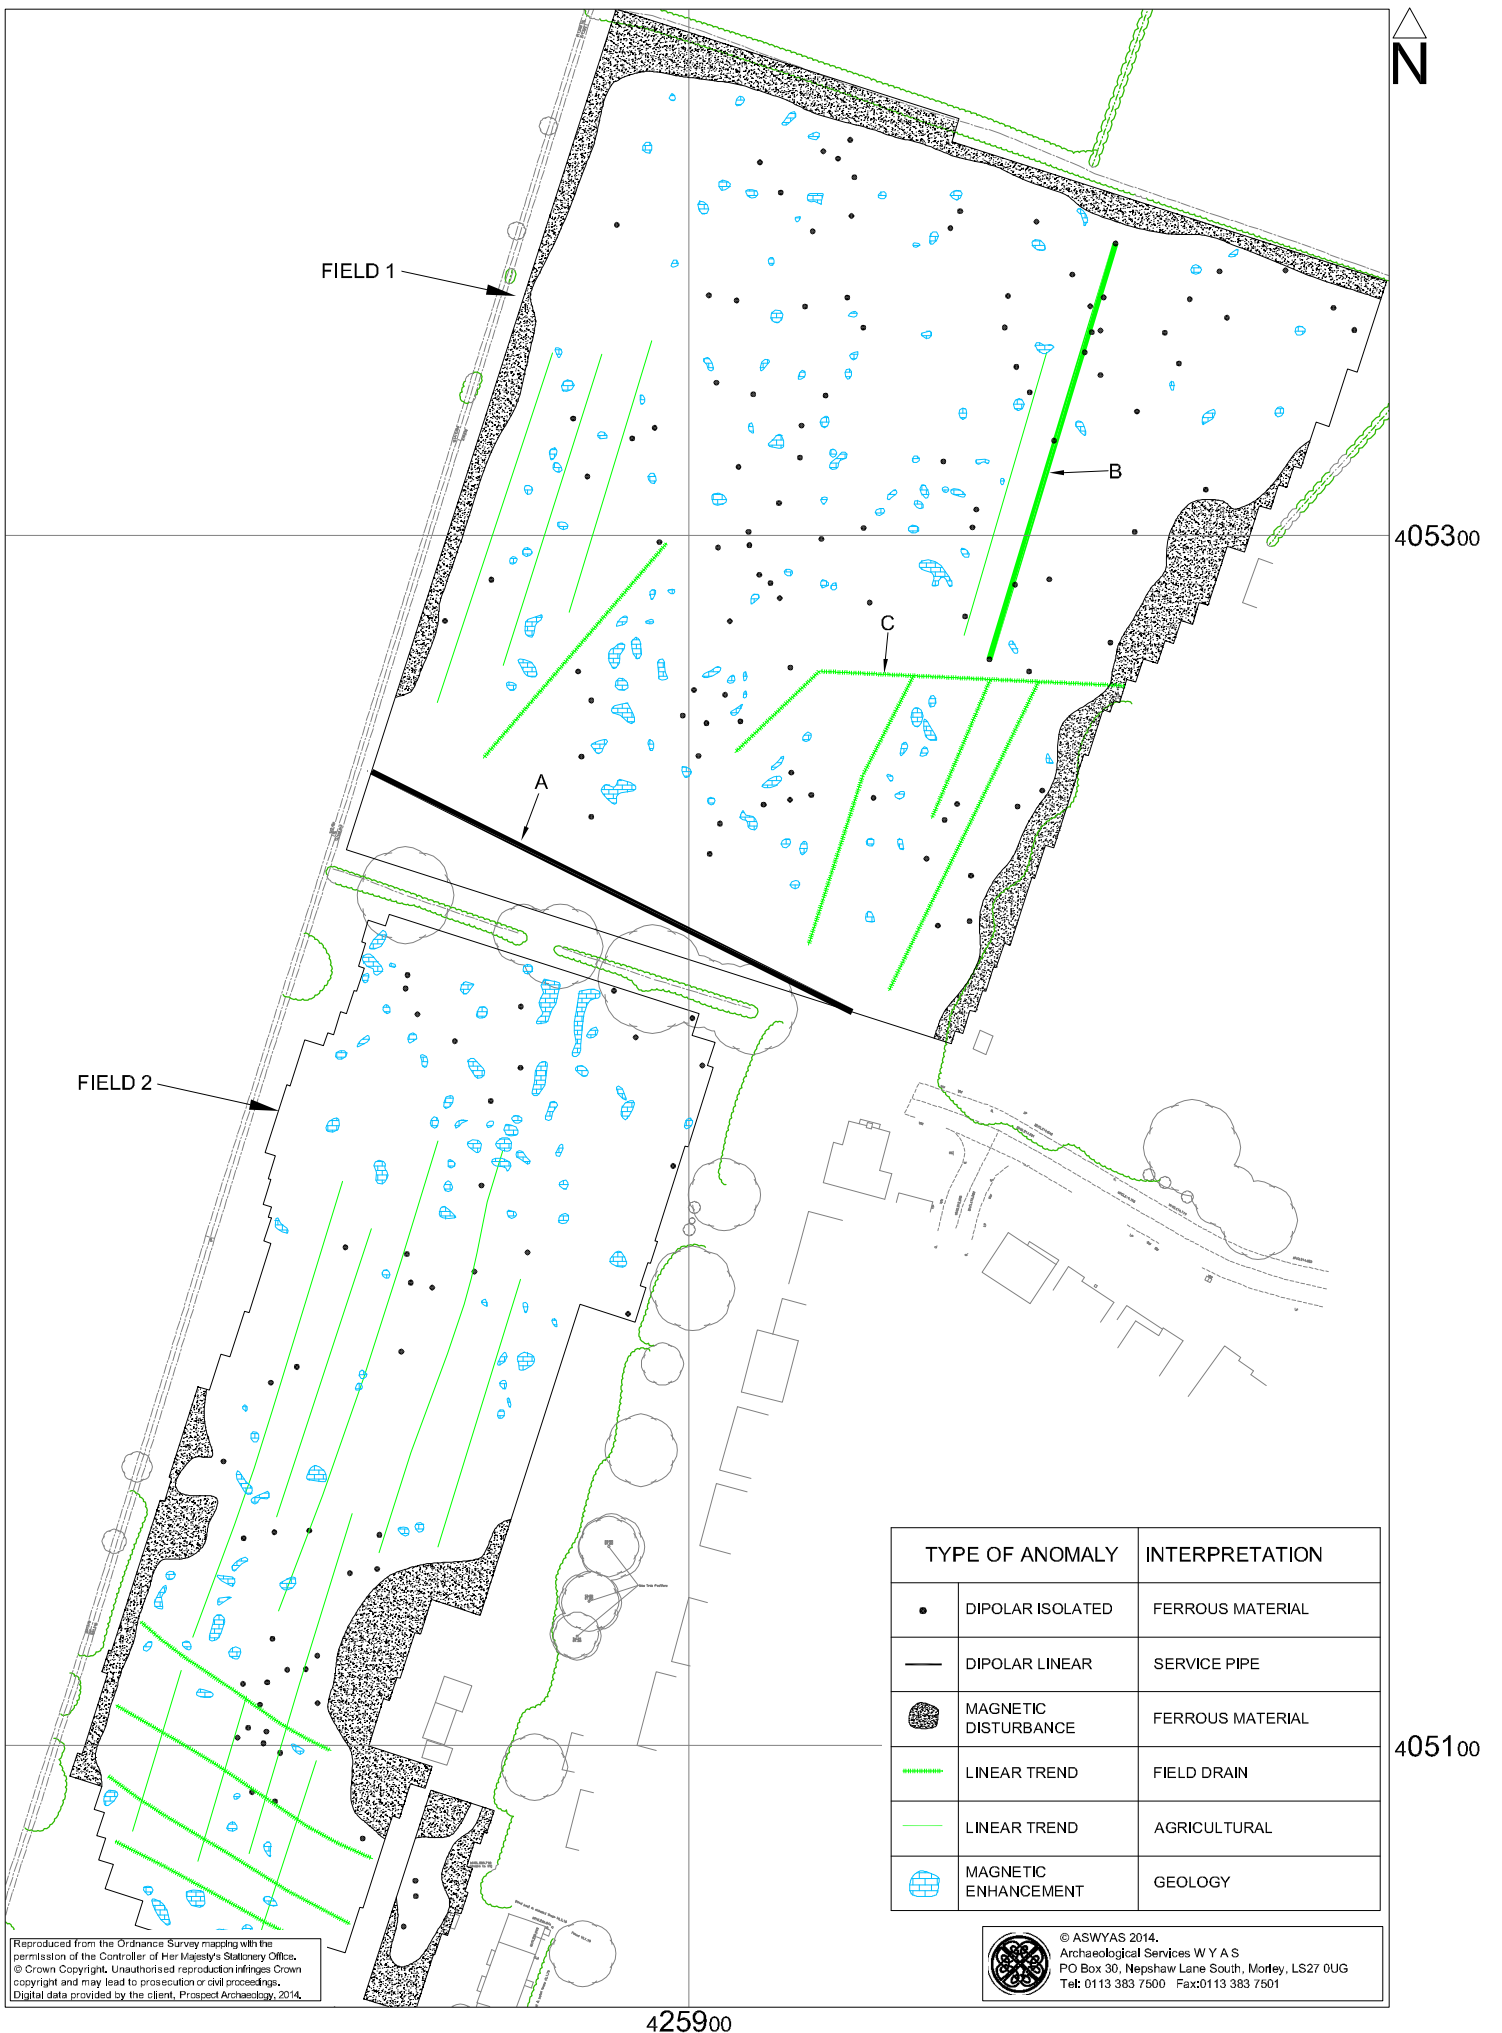 N
FIELD 1
B
405300
C
A
FIELD 2
TYPE OF ANOMALY INTERPRETATION
DIPOLAR ISOLATED FERROUS MATERIAL
DIPOLAR LINEAR SERVICE PIPE
MAGNETIC
DISTURBANCE
FERROUS MATERIAL
405100
LINEAR TREND FIELD DRAIN
LINEAR TREND AGRICULTURAL
MAGNETIC
ENHANCEMENT
GEOLOGY
Reproduced from the Ordnance Survey mapping with the
permission of the Controller of Her Majesty's Stationery Office.
© Crown Copyright. Unauthorised reproduction infringes Crown
copyright and may lead to prosecution or civil proceedings.
Digital data provided by the client, Prospect Archaeology, 2014.
© ASWYAS 2014.
Archaeological Services W Y A S
PO Box 30, Nepshaw Lane South, Morley, LS27 0UG
Tel: 0113 383 7500 Fax:0113 383 7501
425900